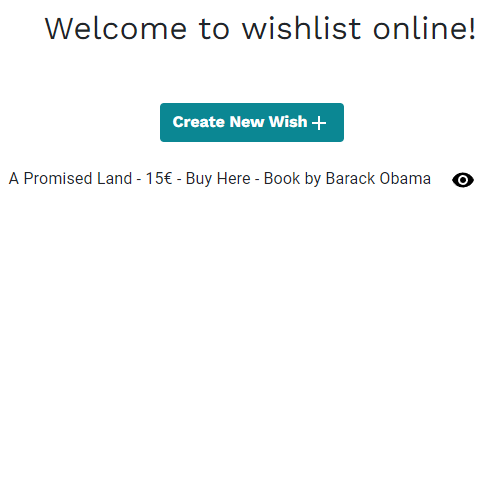 Welcome to wishlist online!
Create New Wish
A Promised Land - 15€ - Buy Here - Book by Barack Obama